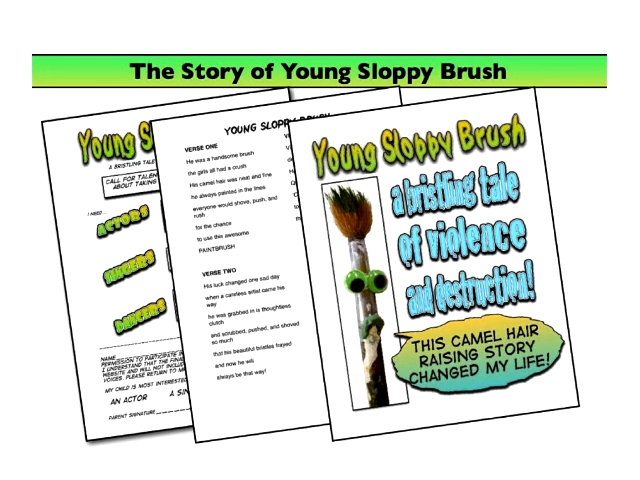 The Story of Young Sloppy Brush
Young S
A BRISTLING TALE
CALL FOR TALEN
ABOUT TAKING
I NEED...
ACTORS
SINGERS
DANCERS
NAME
PERMISSION TO PARTICIPATE IN
I UNDERSTAND THAT THE FINA
WEBSITE AND WILL NOT INCLU
VOICES. PLEASE RETURN TO M
MY CHILD IS MOST INTERESTED
AN ACTOR A SIN
PARENT SIGNATURE
YOUNG SLOPPY BRUSH
VERSE ONE
He was a handsome brush
the girls all had a crush
His camel hair was neat and fine
he always painted in the lines
everyone would shove, push, and
rush
for the chance
to use this awesome
PAINTBRUSH
VERSE TWO
His luck changed one sad day
when a careless artist came his
way
he was grabbed in a thoughtless
clutch
and scrubbed, pushed, and shoved
so much
that his beautiful bristles frayed
and now he will
always be that way!
Young Sloppy Brush
a bristling tale
of violence
and destruction!
THIS CAMEL HAIR
RAISING STORY
CHANGED MY LIFE!